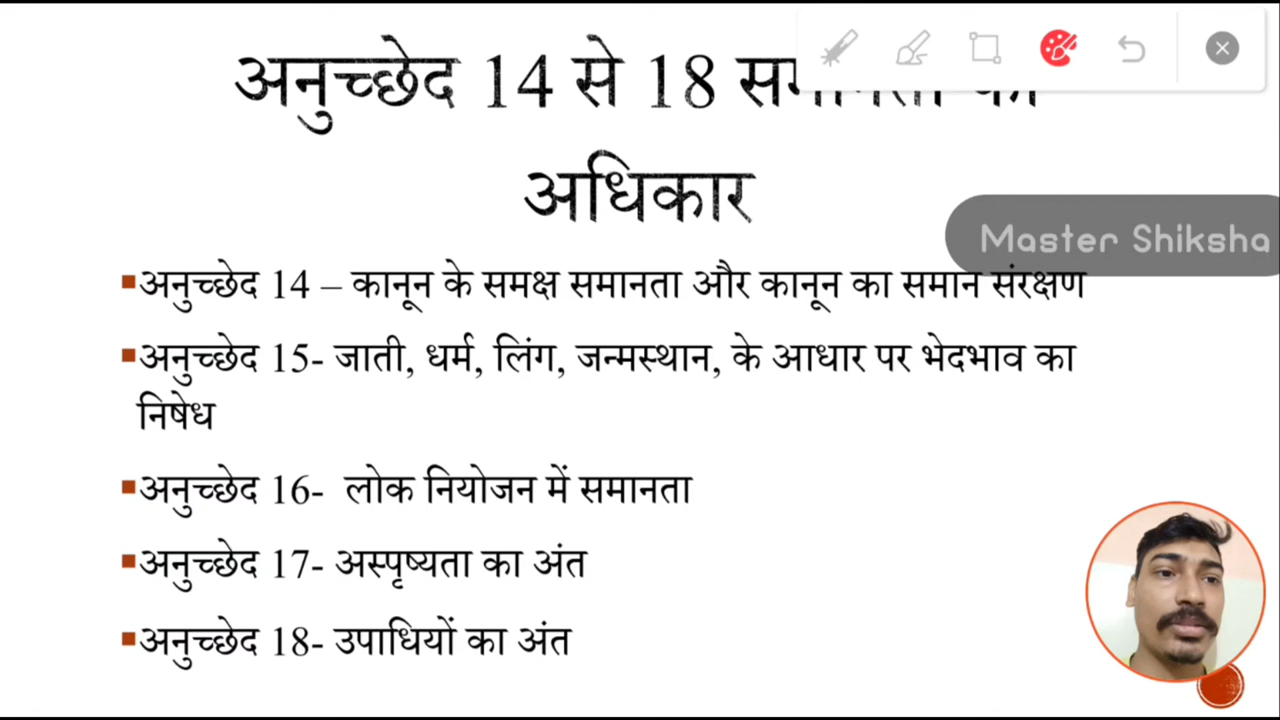 अनुच्छेद 14 से 18
अधिकार
Master Shiksha
अनुच्छेद 14 – कानून के समक्ष समानता और कानून का समान संरक्षण
अनुच्छेद 15- जाती, धर्म, लिंग, जन्मस्थान, के आधार पर भेदभाव का
निषेध
अनुच्छेद 16- लोक नियोजन में समानता
अनुच्छेद 17- अस्पृष्यता का अंत
अनुच्छेद 18- उपाधियों का अंत